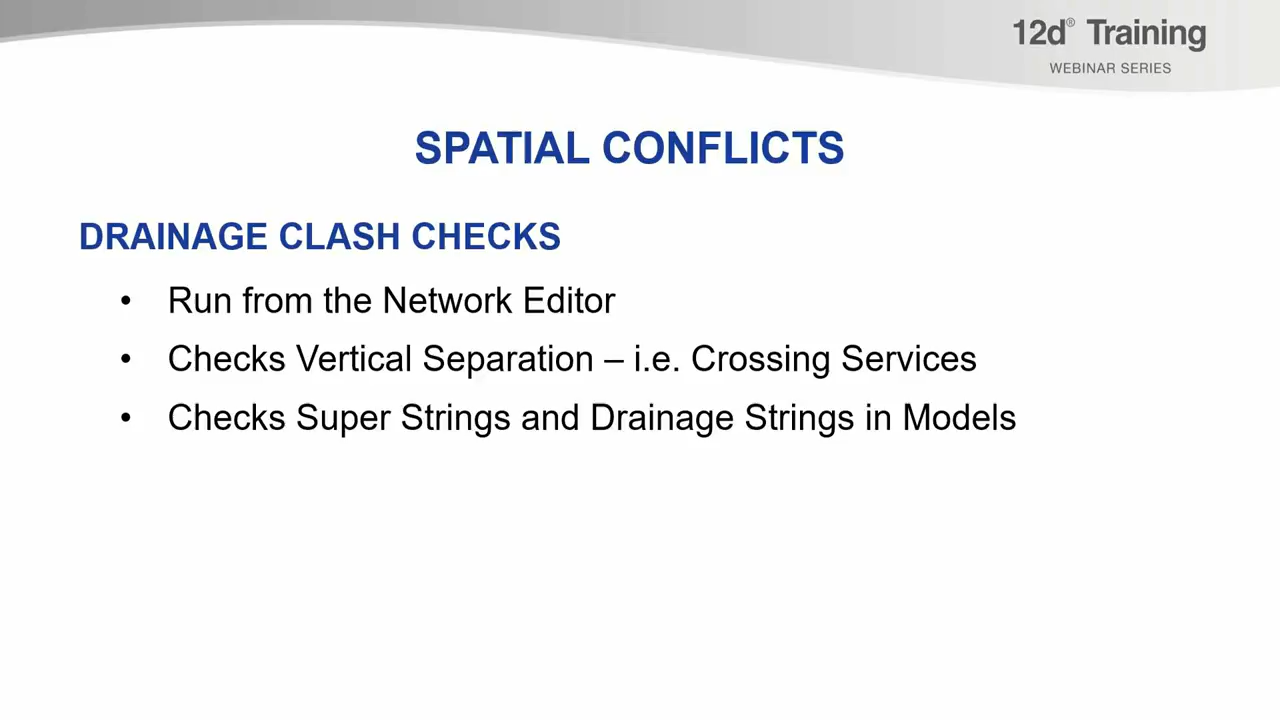 12d® Training
WEBINAR SERIES
SPATIAL CONFLICTS
DRAINAGE CLASH CHECKS
• Run from the Network Editor
• Checks Vertical Separation – i.e. Crossing Services
• Checks Super Strings and Drainage Strings in Models